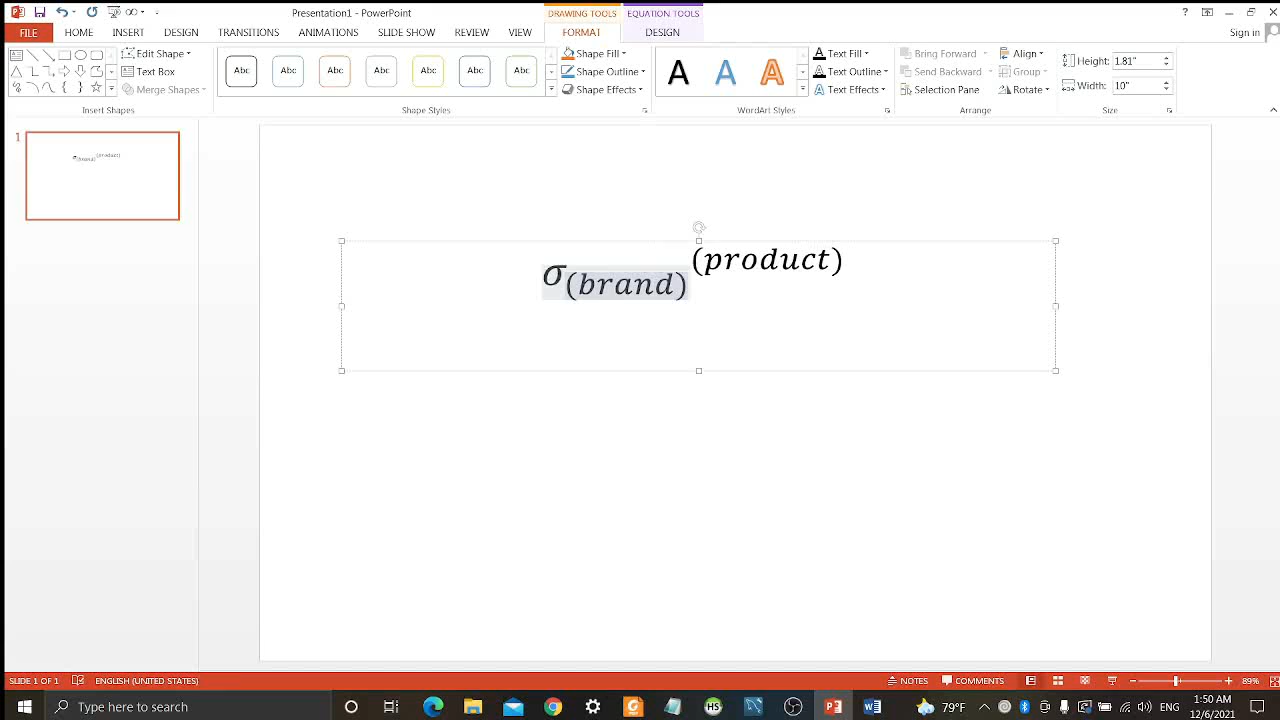 Presentation1 - PowerPoint
DRAWING TOOLS
EQUATION TOOLS
?
FILE
HOME
INSERT
DESIGN
TRANSITIONS
ANIMATIONS
SLIDE SHOW
REVIEW
VIEW
FORMAT
DESIGN
Sign in
Edit Shape
Text Box
Merge Shapes
Insert Shapes
Abc
Abc
Abc
Abc
Abc
Abc
Abc
Shape Fill
Shape Outline
Shape Effects
Shape Styles
A
A
A
Text Fill
Text Outline
Text Effects
WordArt Styles
Bring Forward
Send Backward
Selection Pane
Align
Group
Rotate
Arrange
Height: 1.81"
Width: 10"
Size
1
σ(brand)(product)
σ(brand)(product)
SLIDE 1 OF 1
ENGLISH (UNITED STATES)
NOTES
COMMENTS
89%
Type here to search
HS
79°F
1:50 AM
12/6/2021